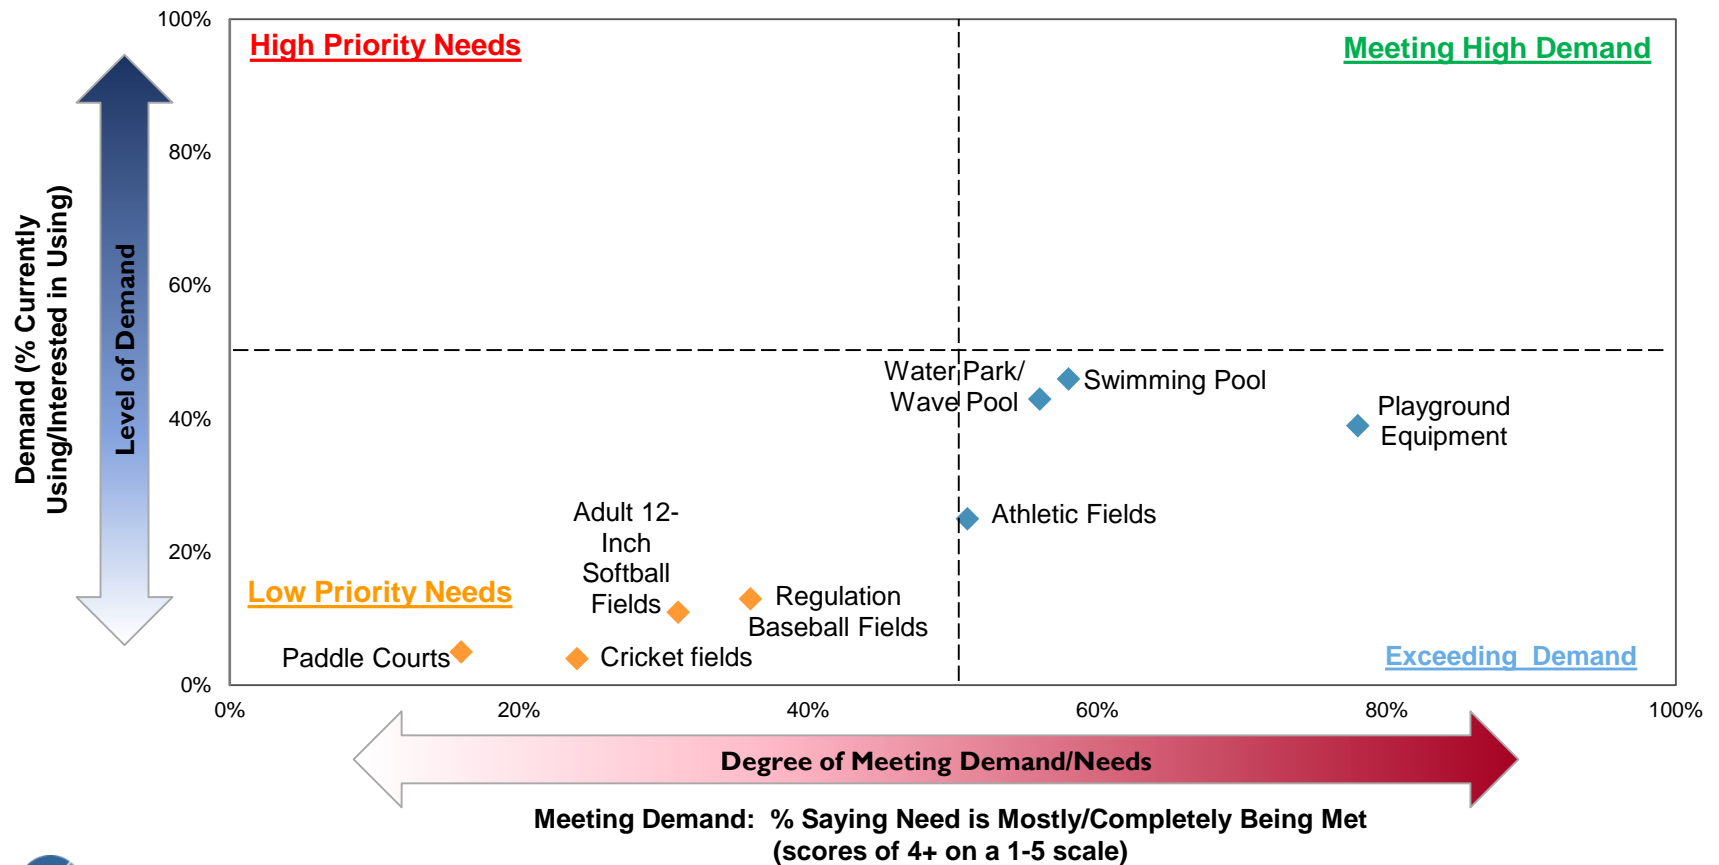 100%
High Priority Needs
Meeting High Demand
80%
60%
Demand (% Currently
Using/Interested in Using)
Level of Demand
Water Park/
Wave Pool
Swimming Pool
40%
Playground
Equipment
Adult 12-
Inch
Softball
Fields
Athletic Fields
20%
Low Priority Needs
Regulation
Baseball Fields
Paddle Courts
Cricket fields
Exceeding  Demand
0%
0%
20%
40%
60%
80%
100%
Degree of Meeting Demand/Needs
Meeting Demand:  % Saying Need is Mostly/Completely Being Met
(scores of 4+ on a 1-5 scale)